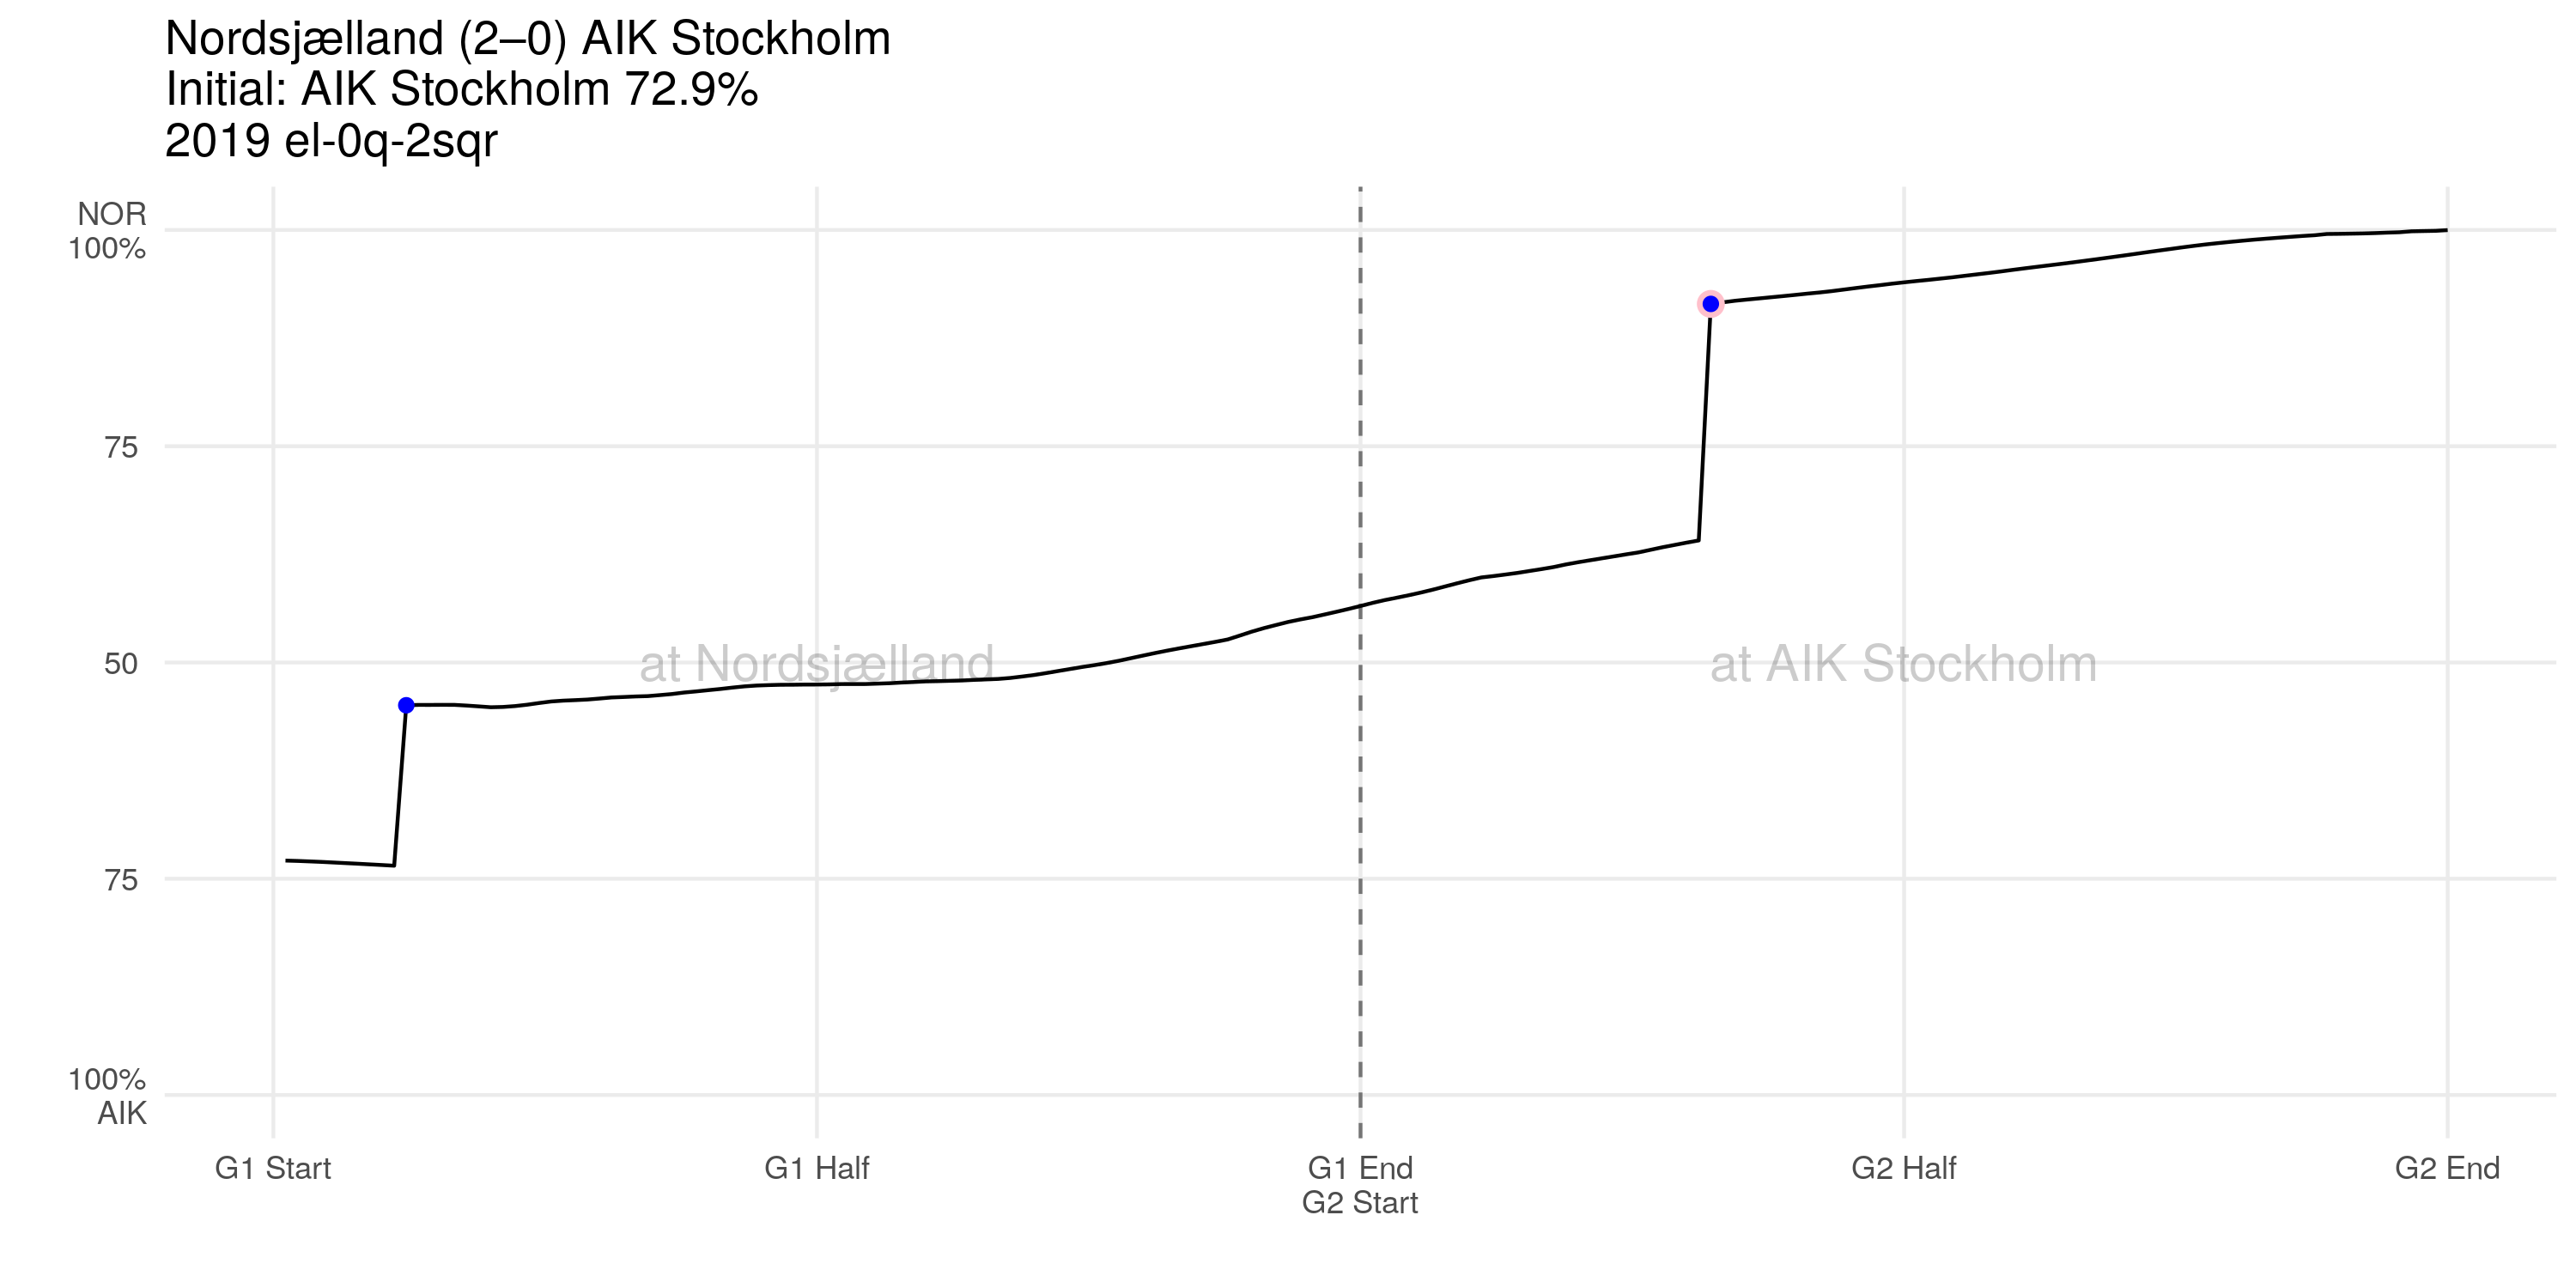 Nordsjælland (2–0) AIK Stockholm
Initial: AIK Stockholm 72.9%
2019 el-0q-2sqr
NOR
100%
75
50
75
100%
AIK
at Nordsjælland
at AIK Stockholm
G1 Start
G1 Half
G1 End
G2 Start
G2 Half
G2 End